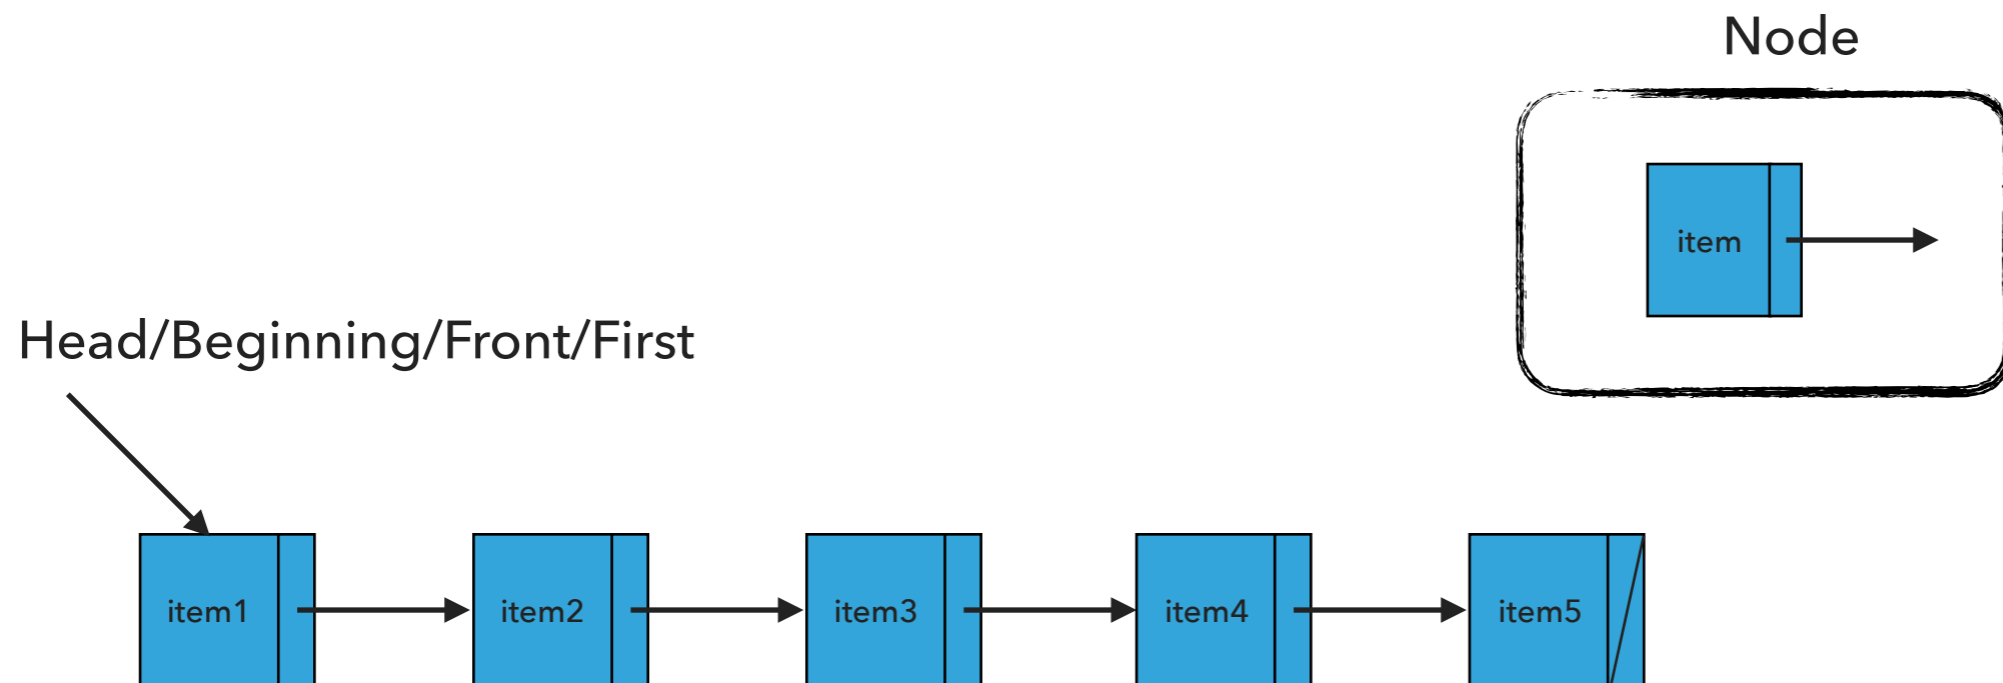 Node
item
Head/Beginning/Front/First
item1
item2
item3
item4
item5